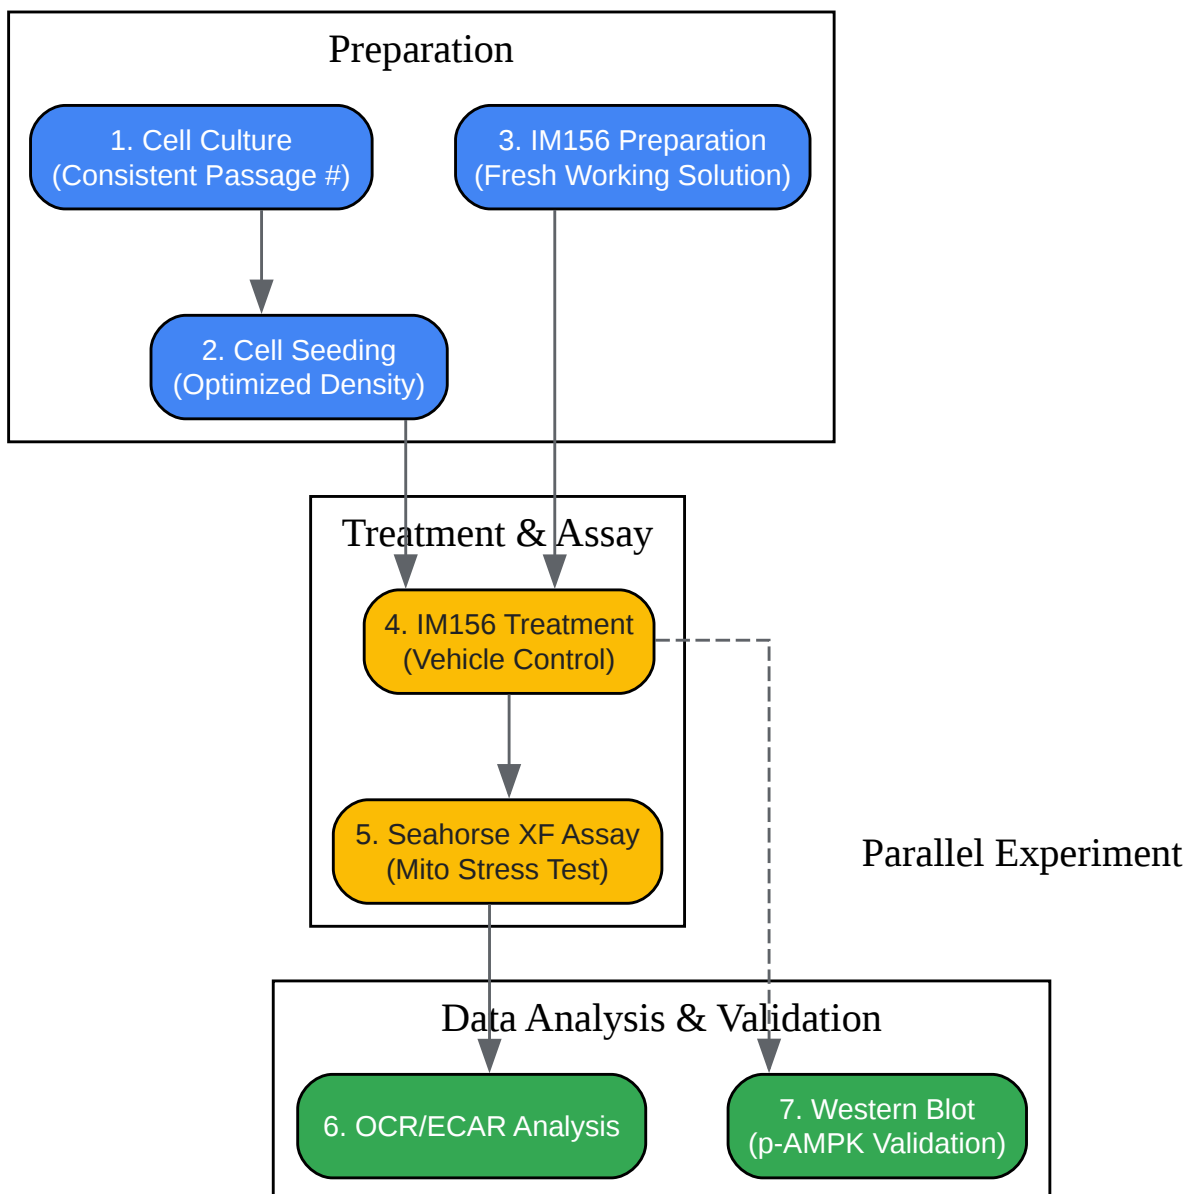 Preparation
1. Cell Culture
(Consistent Passage #)
3. IM156 Preparation
(Fresh Working Solution)
2. Cell Seeding
(Optimized Density)
Treatment & Assay
4. IM156 Treatment
(Vehicle Control)
5. Seahorse XF Assay
(Mito Stress Test)
Parallel Experiment
Data Analysis & Validation
6. OCR/ECAR Analysis
7. Western Blot
(p-AMPK Validation)